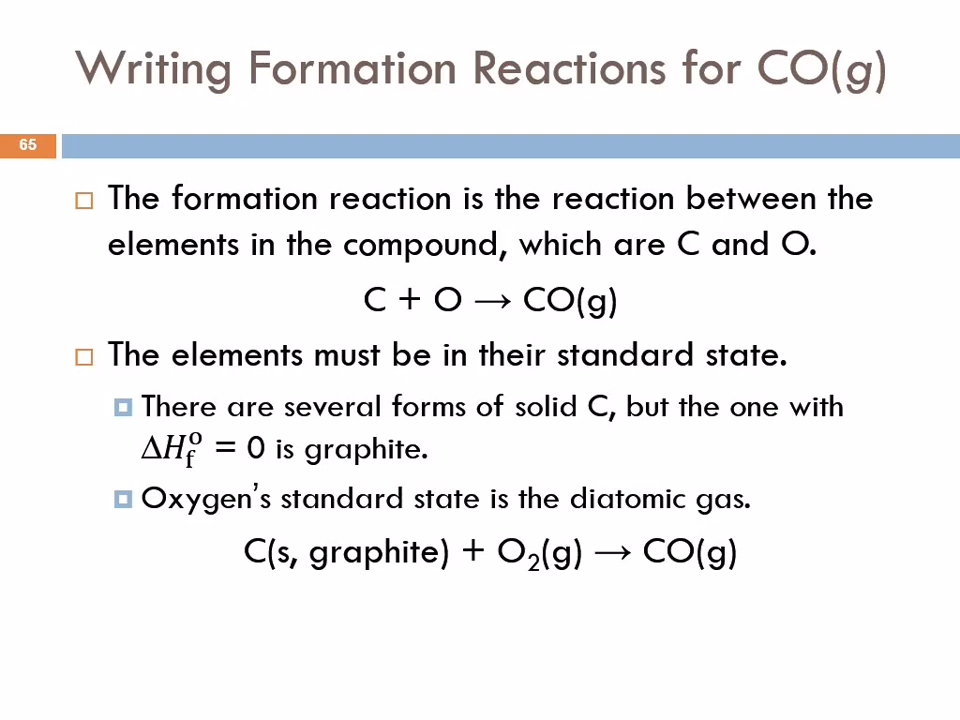 Writing Formation Reactions for CO(g)
65
The formation reaction is the reaction between the
elements in the compound, which are C and O.
C + O → CO(g)
The elements must be in their standard state.
There are several forms of solid C, but the one with
ΔH°f = 0 is graphite.
Oxygen's standard state is the diatomic gas.
C(s, graphite) + O₂(g) → CO(g)